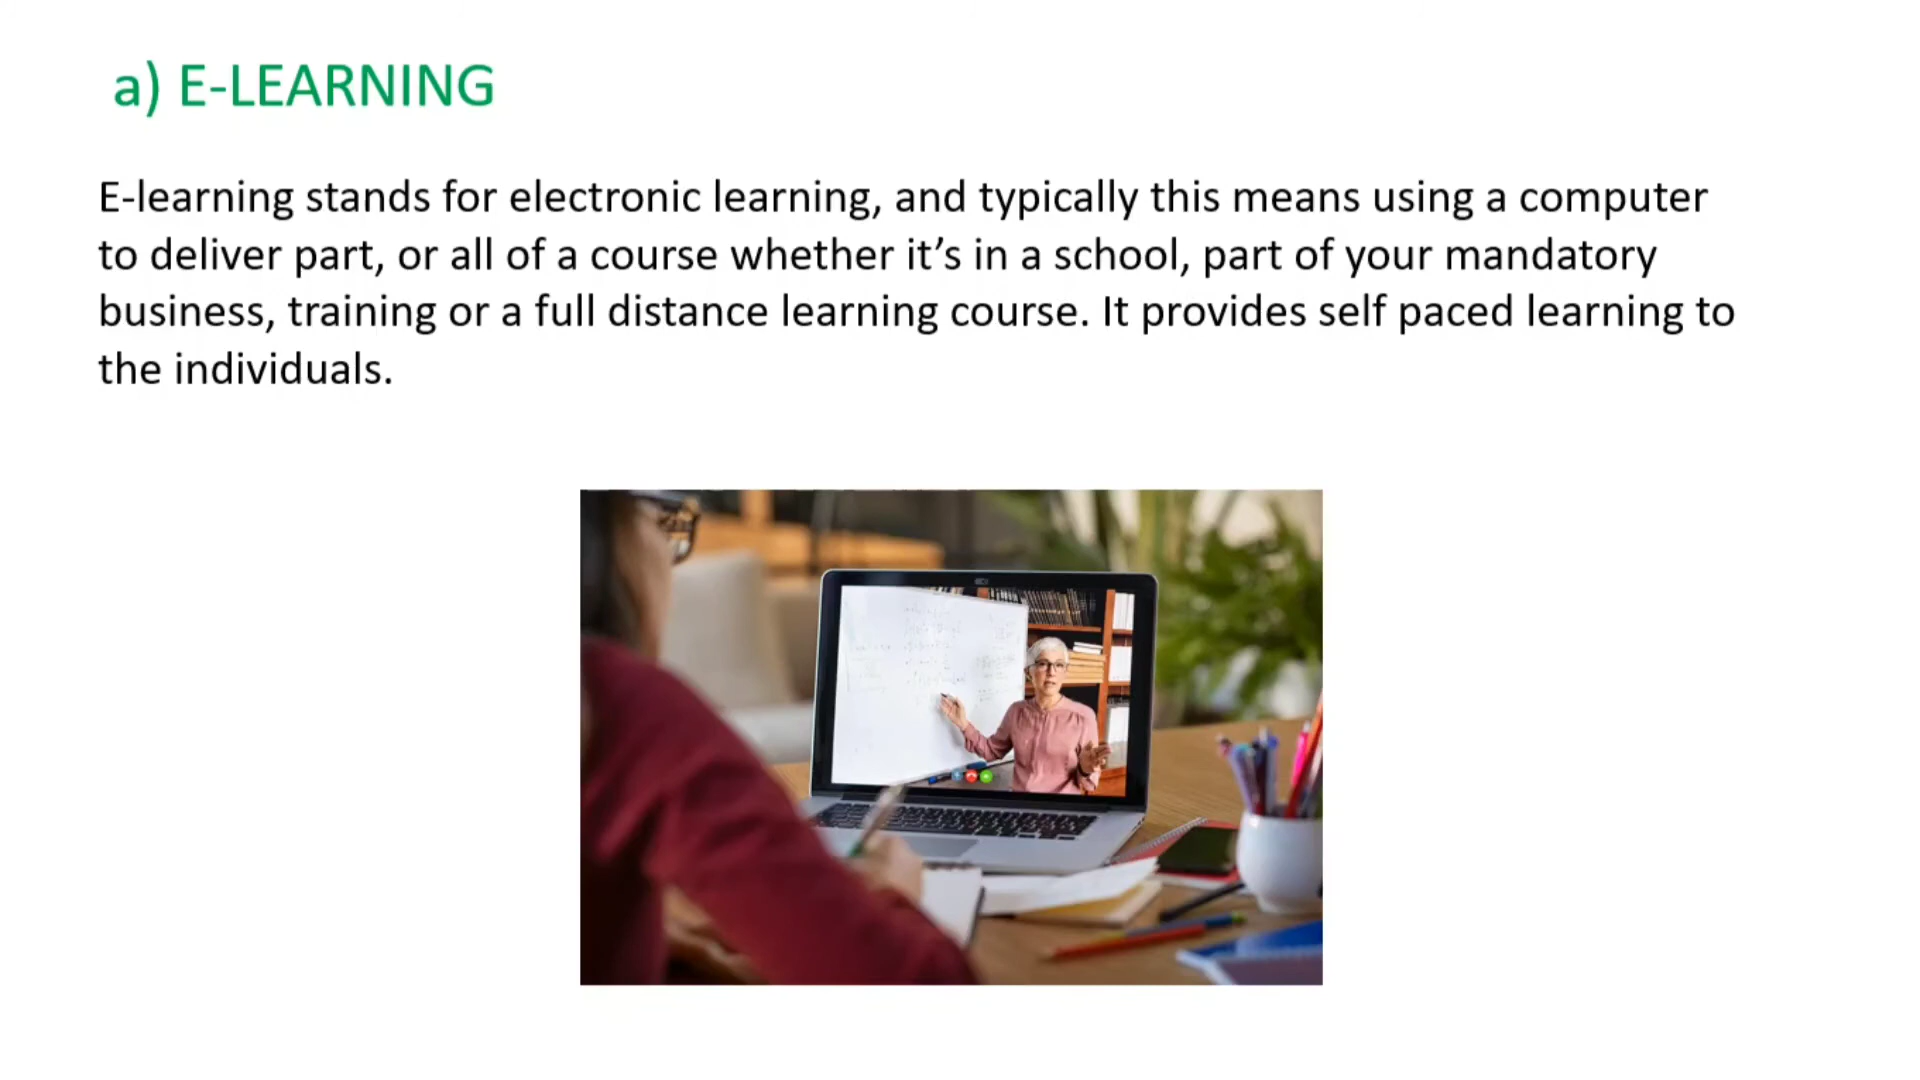 a) E-LEARNING
E-learning stands for electronic learning, and typically this means using a computer
to deliver part, or all of a course whether it’s in a school, part of your mandatory
business, training or a full distance learning course. It provides self paced learning to
the individuals.